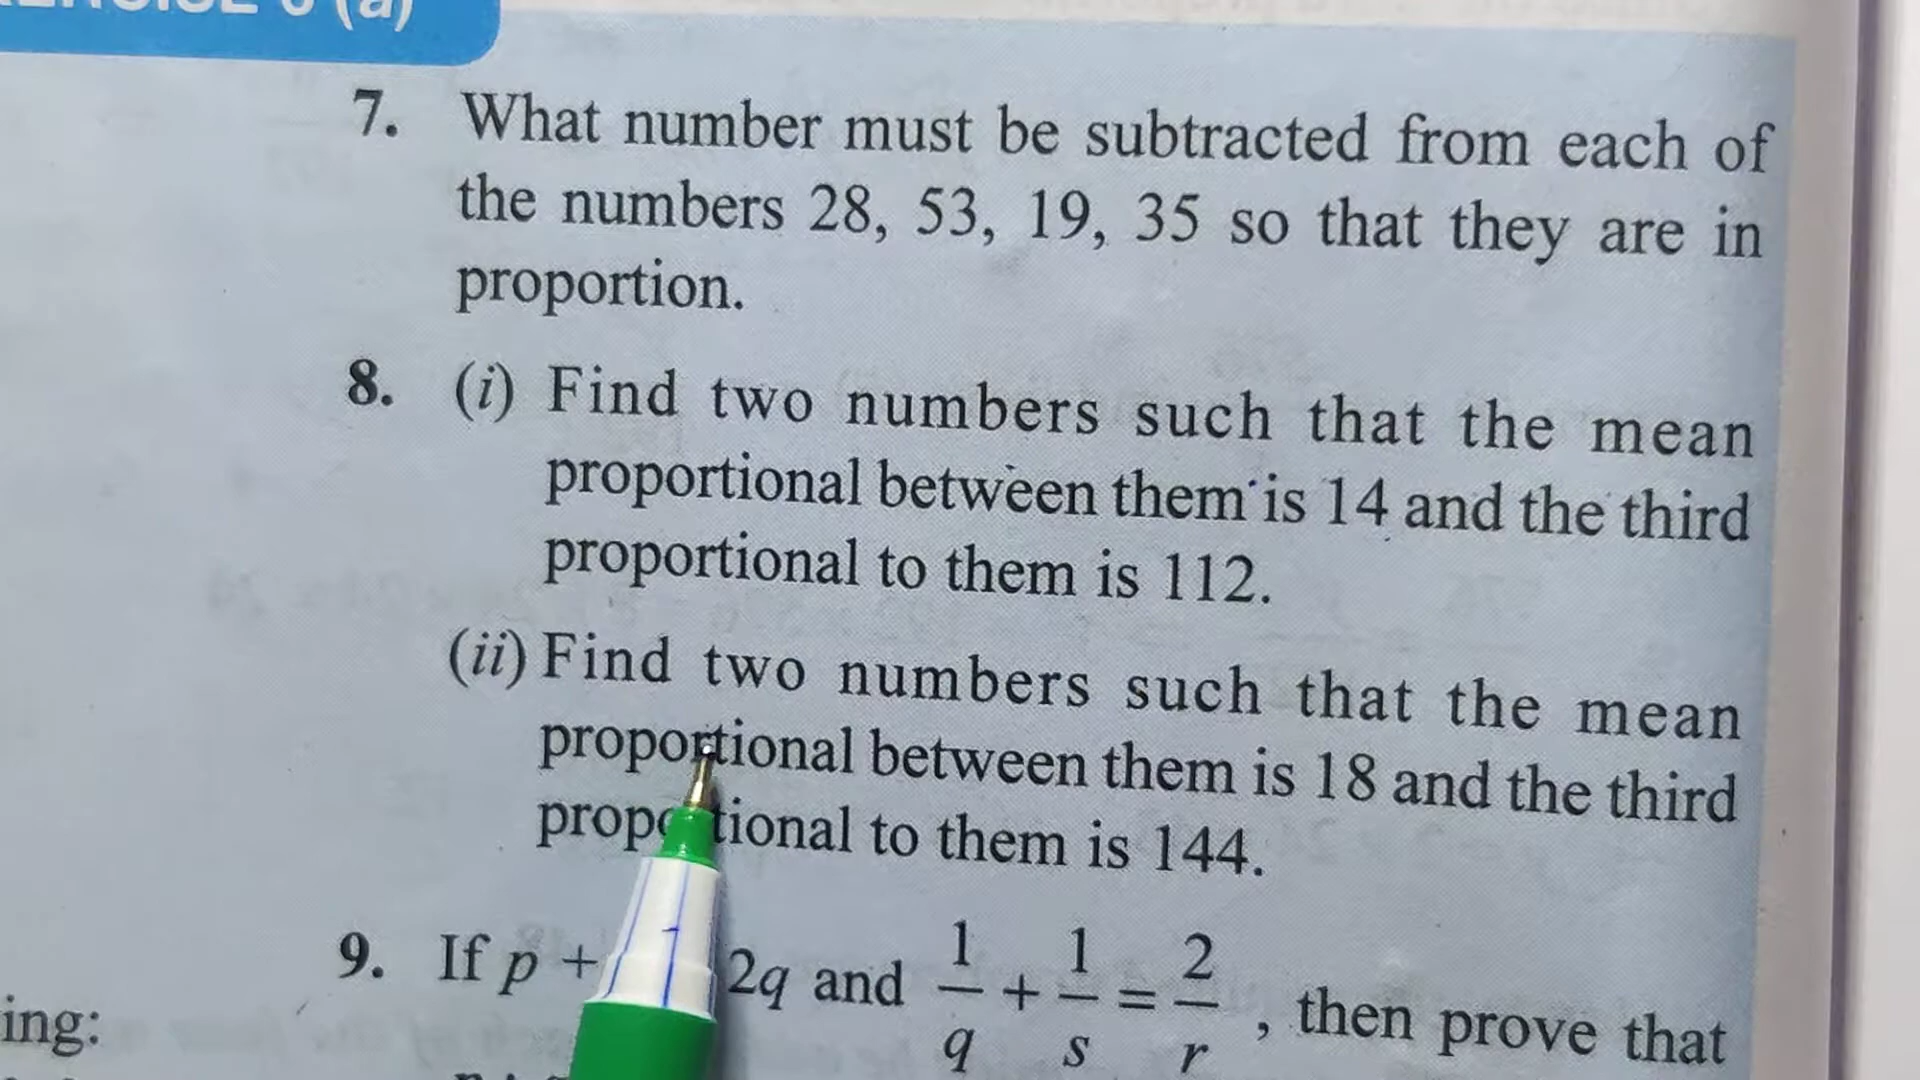 (a)
7. What number must be subtracted from each of
the numbers 28, 53, 19, 35 so that they are in
proportion.
8. (i) Find two numbers such that the mean
proportional between them is 14 and the third
proportional to them is 112.
(ii) Find two numbers such that the mean
proportional between them is 18 and the third
proportional to them is 144.
9. If p + 2q and 1/q + 1/s = 2/r , then prove that
ing: